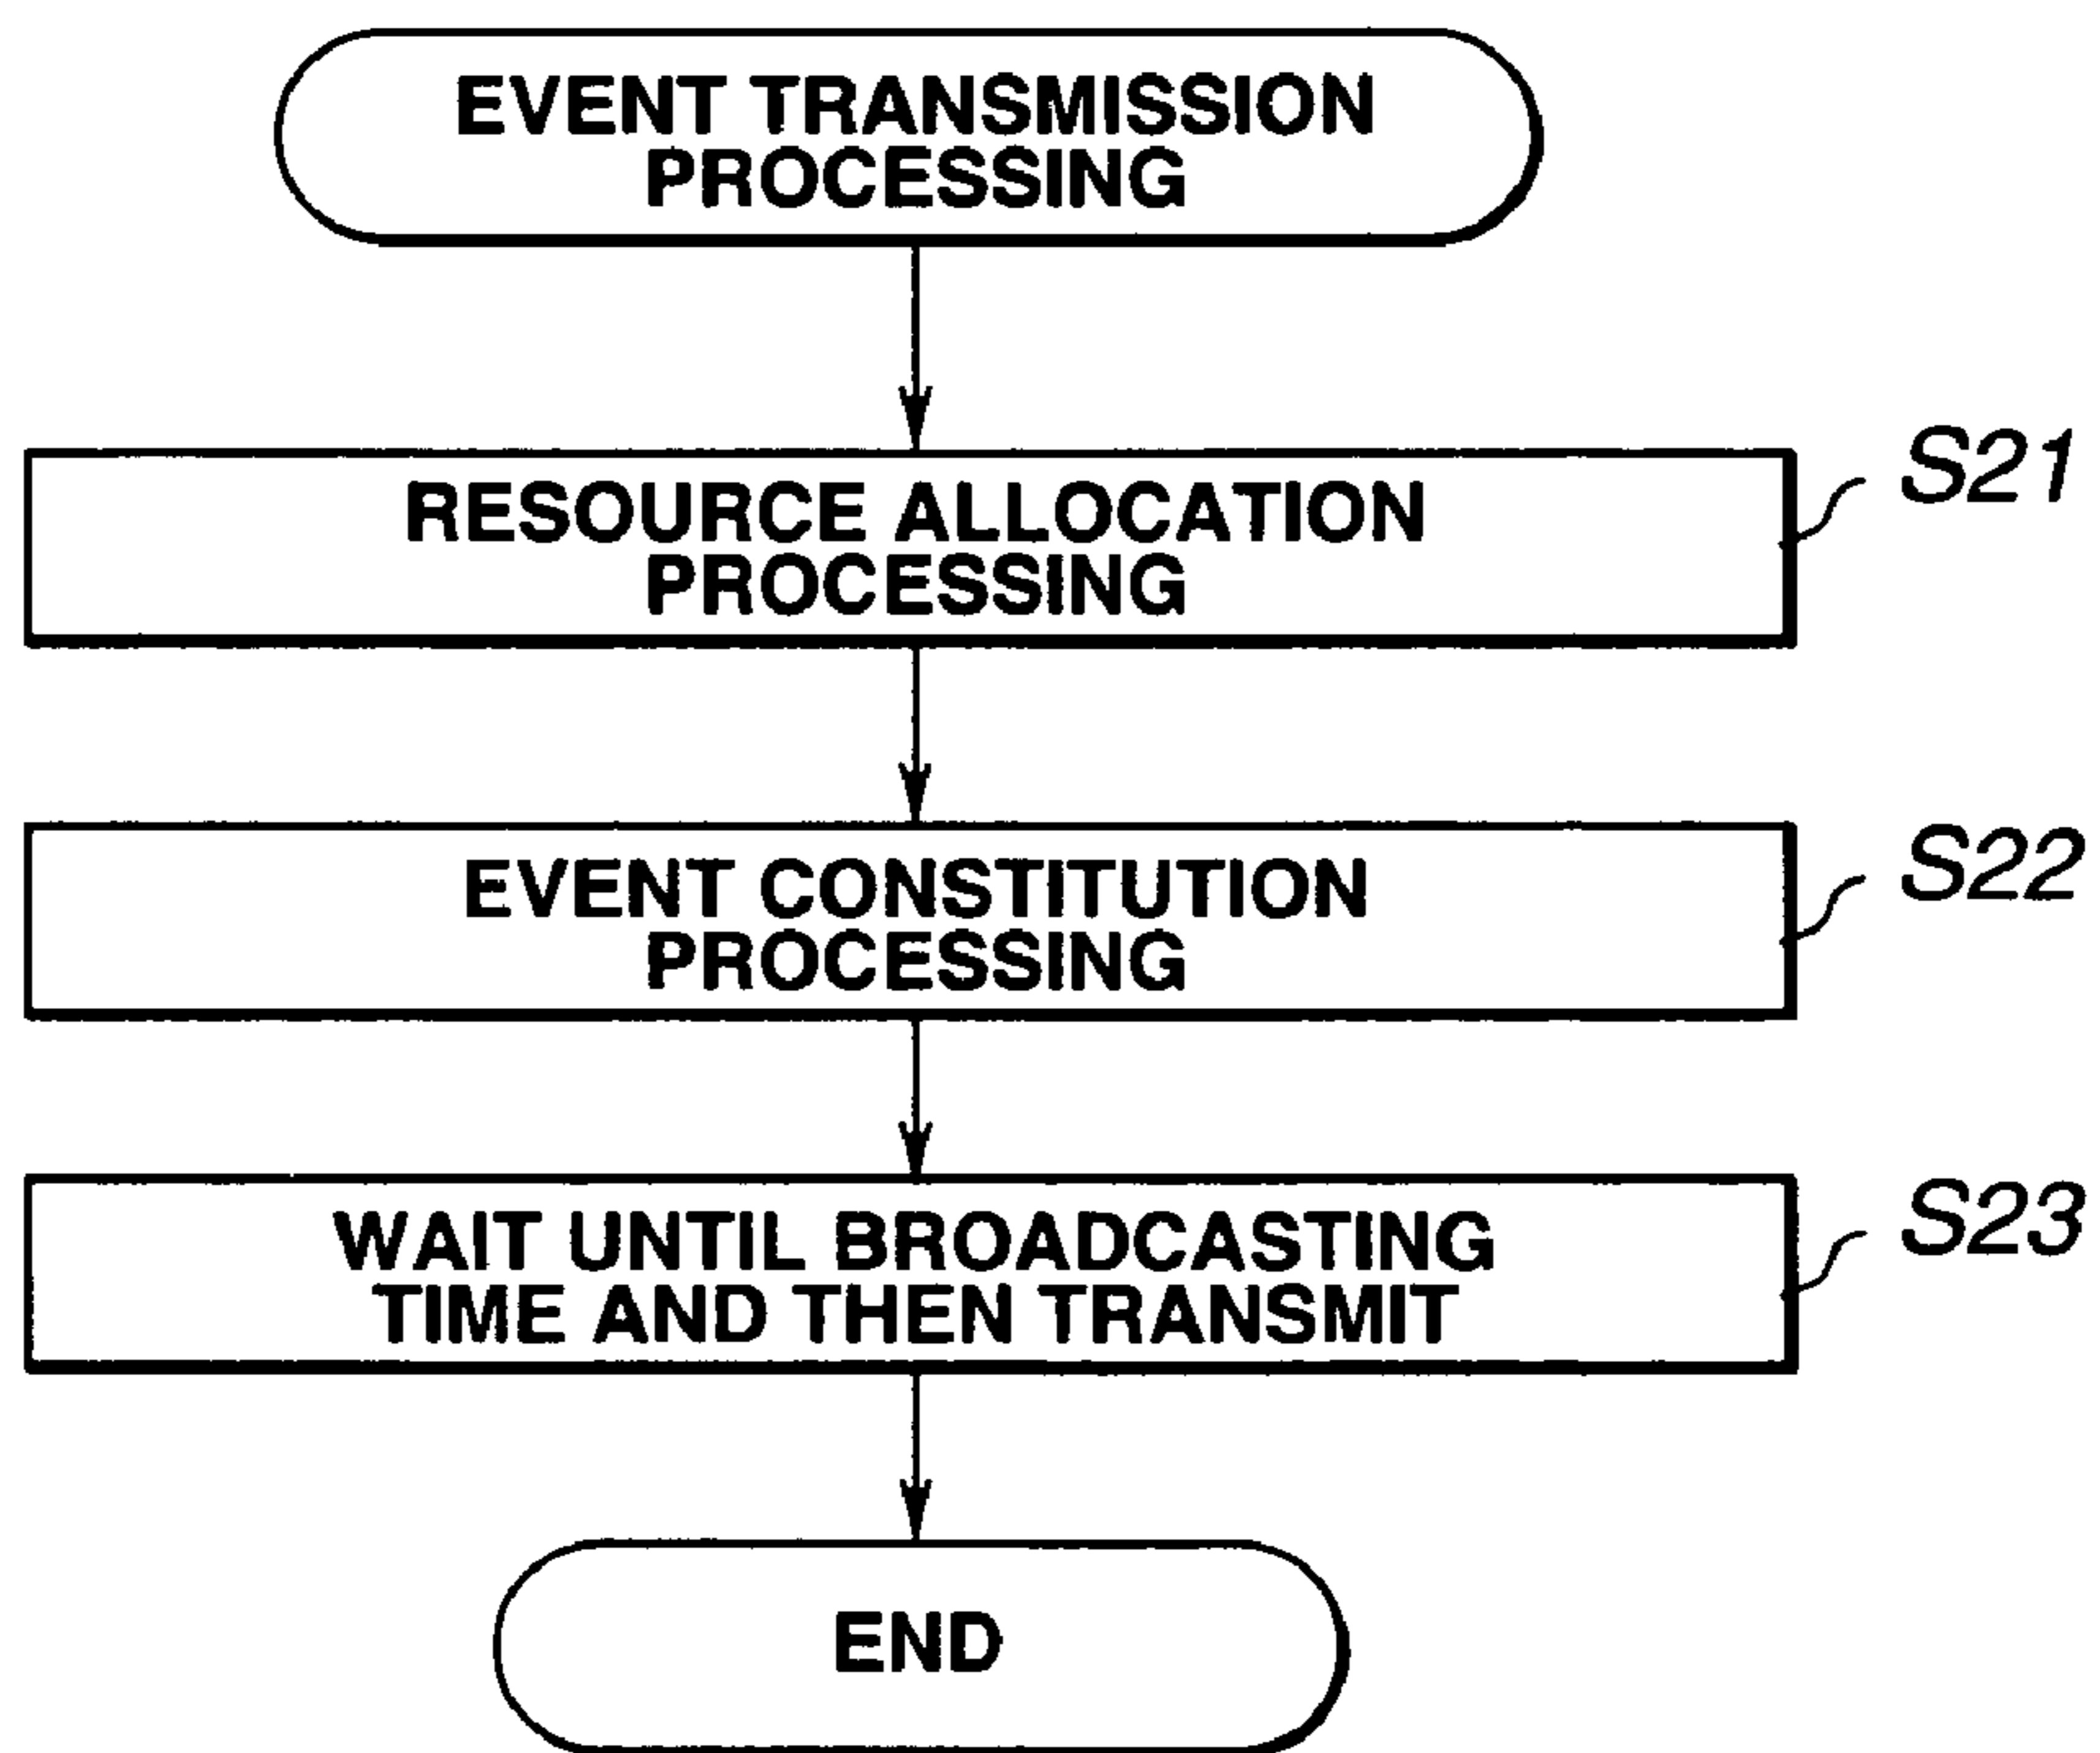 EVENT TRANSMISSION
PROCESSING
RESOURCE ALLOCATION
PROCESSING
S21
EVENT CONSTITUTION
PROCESSING
S22
WAIT UNTIL BROADCASTING
TIME AND THEN TRANSMIT
S23
END